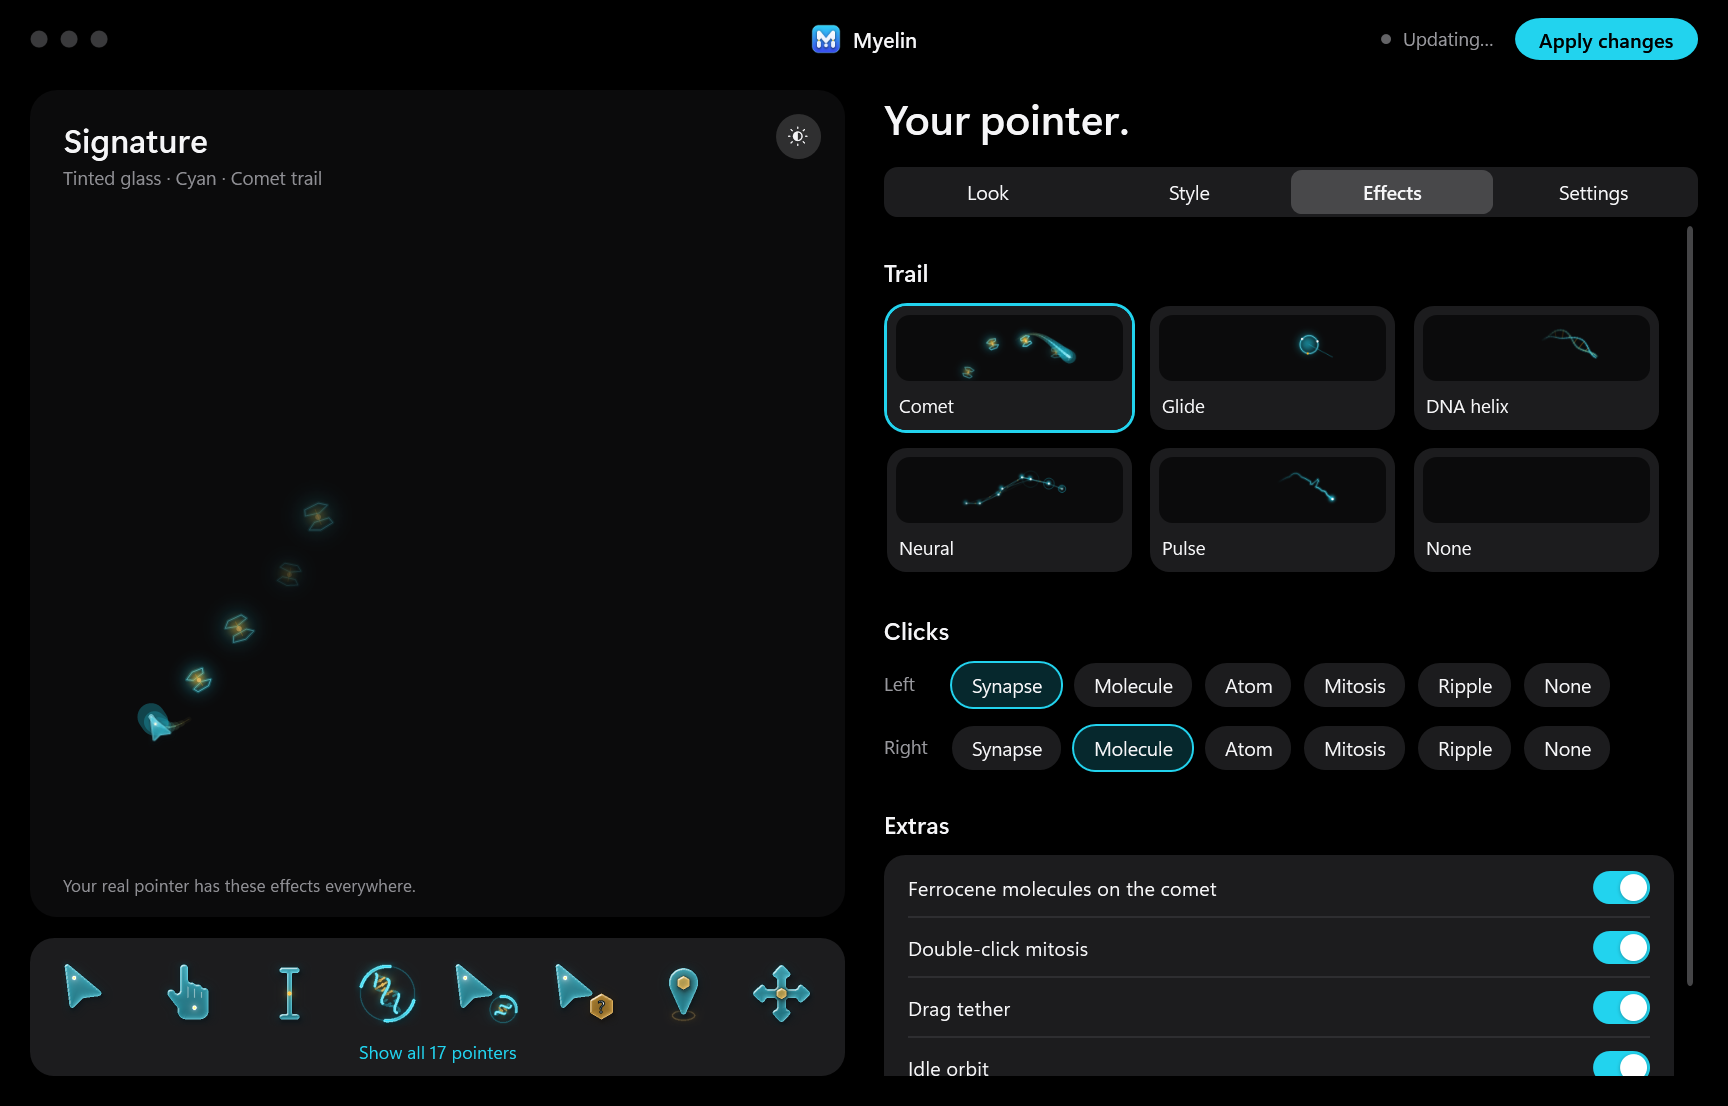 Myelin
Updating...
Apply changes
Signature
Tinted glass · Cyan · Comet trail
Your real pointer has these effects everywhere.
?
Show all 17 pointers
Your pointer.
Look
Style
Effects
Settings
Trail
Comet
Glide
DNA helix
Neural
Pulse
None
Clicks
Left
Synapse
Molecule
Atom
Mitosis
Ripple
None
Right
Synapse
Molecule
Atom
Mitosis
Ripple
None
Extras
Ferrocene molecules on the comet
Double-click mitosis
Drag tether
Idle orbit